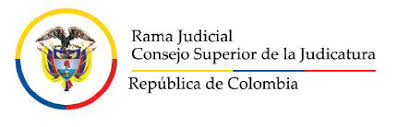 Rama Judicial
Consejo Superior de la Judicatura
República de Colombia